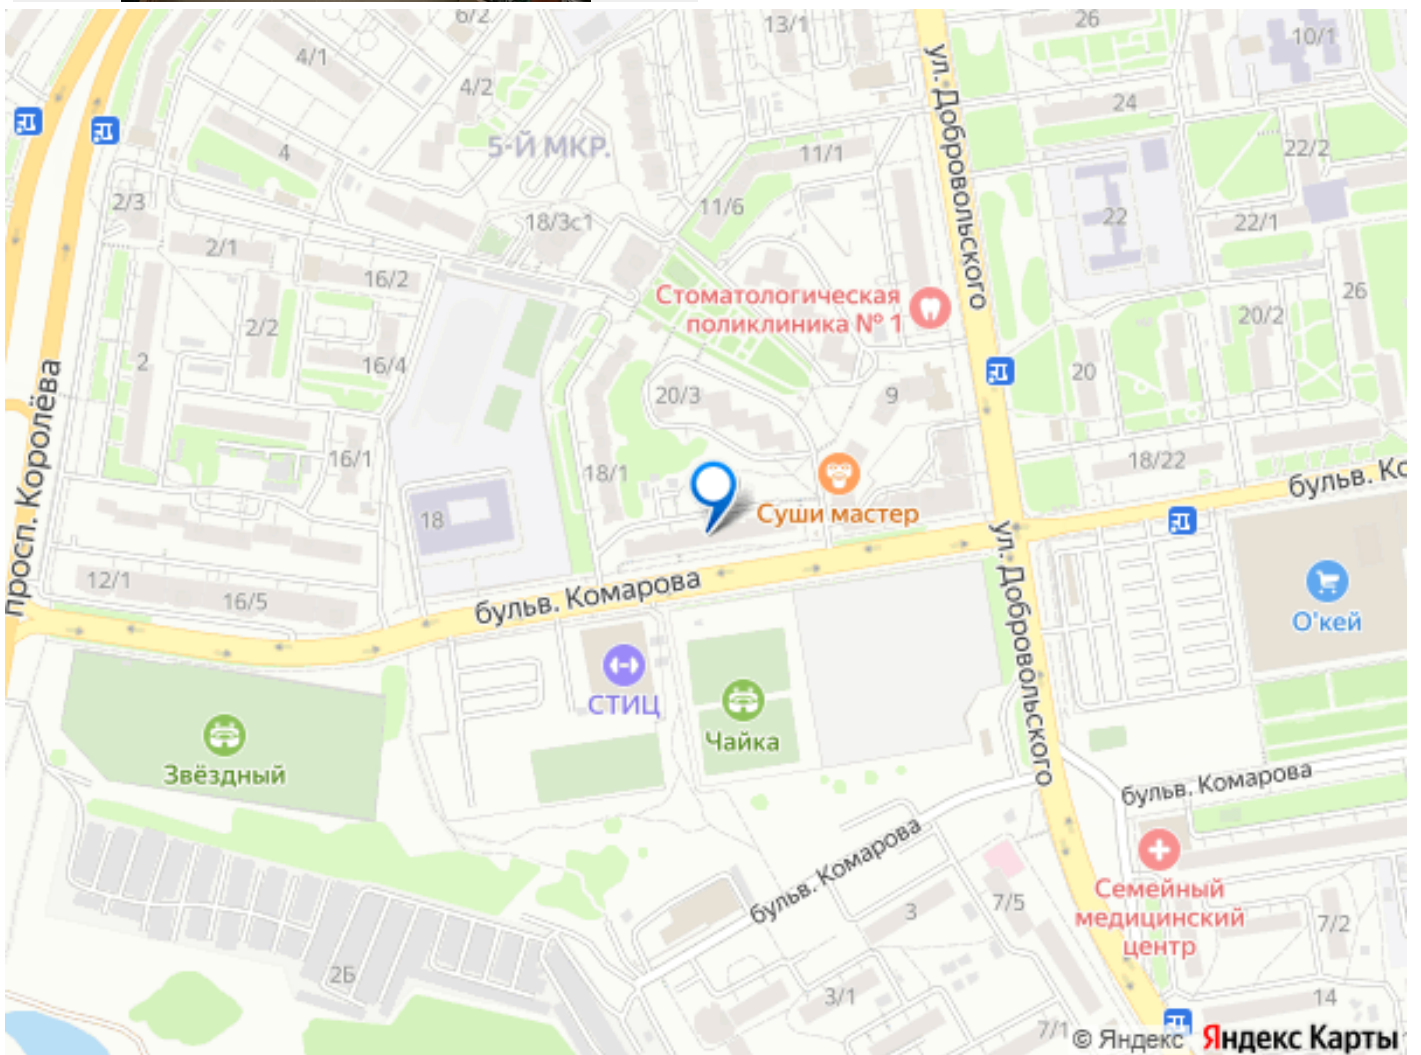 6/2
13/1
26
10/1
4/1
4/2
24
ул. Добровольского
5-Й МКР.
11/1
22/2
4
2/3
18/3с1
11/6
22
22/1
2/1
16/2
Стоматологическая
поликлиника № 1
26
2/2
20/2
2
16/4
20/3
9
20
просп. Королёва
16/1
18/1
18/22
бульв. Ко
18
Суши мастер
ул. Добровольского
12/1
16/5
бульв. Комарова
О'кей
СТИЦ
Чайка
Звёздный
бульв. Комарова
бульв. Комарова
Семейный
медицинский
центр
3
7/5
7/2
2Б
3/1
14
7/1
© Яндекс Яндекс Карты